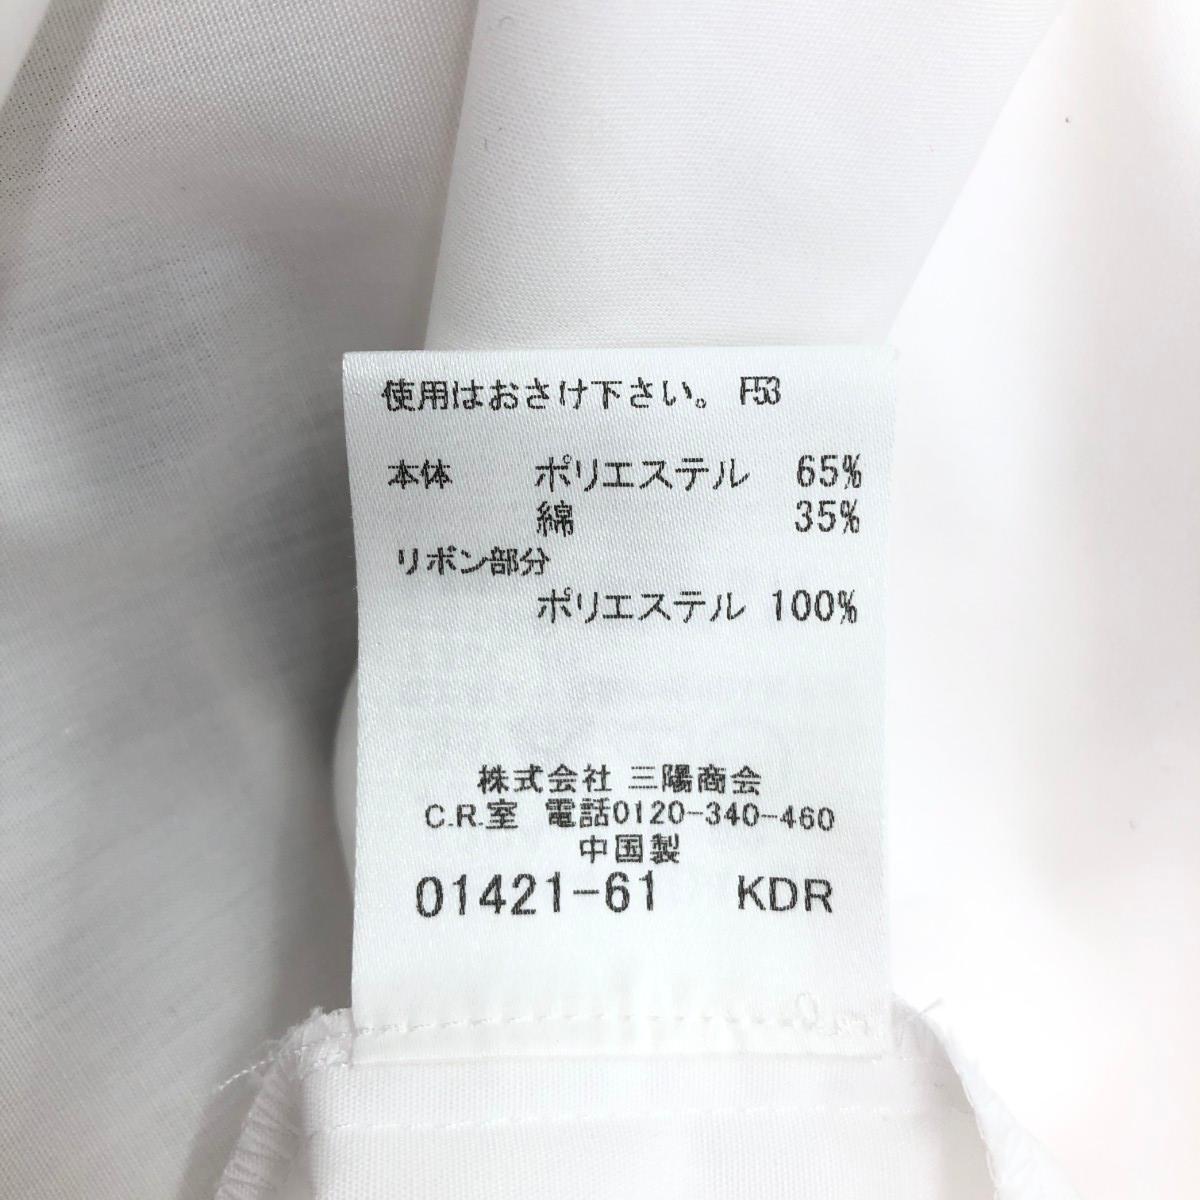 使用はおさけ下さい。 F53
本体 ポリエステル 65%
綿 35%
リボン部分
ポリエステル 100%
株式会社 三陽商会
C.R.室 電話0120-340-460
中国製
01421-61 KDR